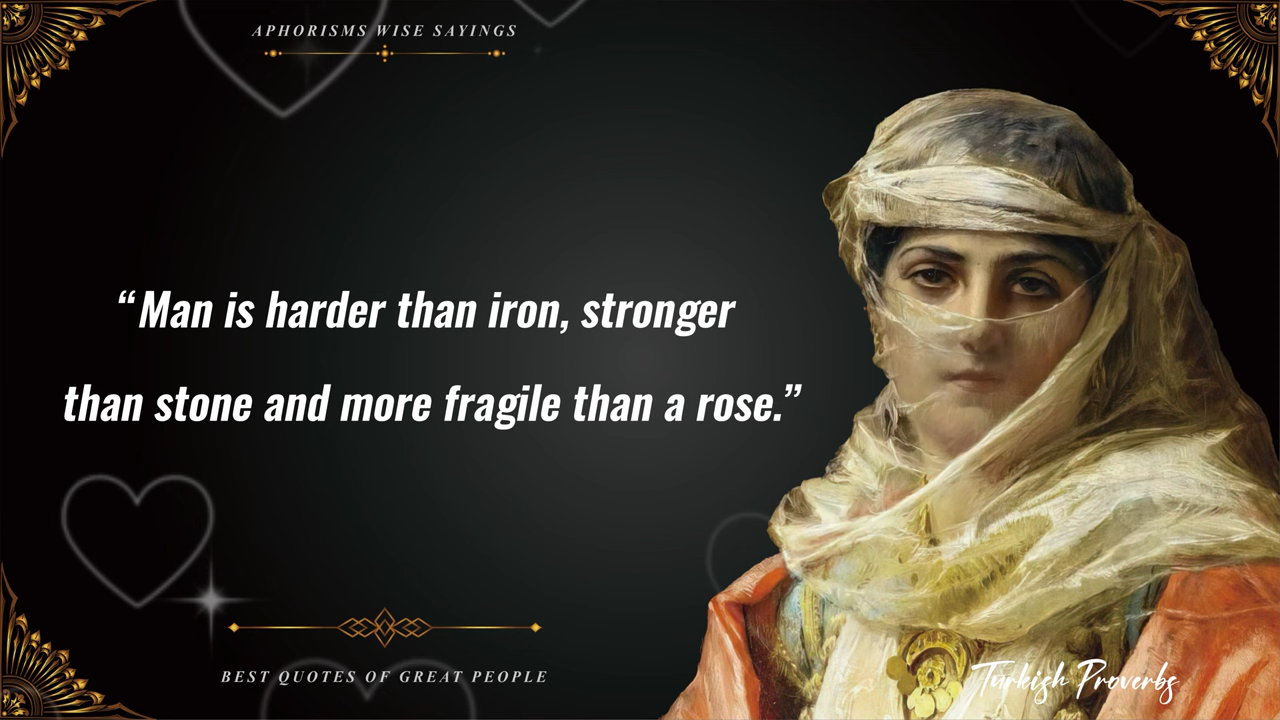 APHORISMS WISE SAYINGS
“Man is harder than iron, stronger
than stone and more fragile than a rose.”
BEST QUOTES OF GREAT PEOPLE
Turkish Proverbs